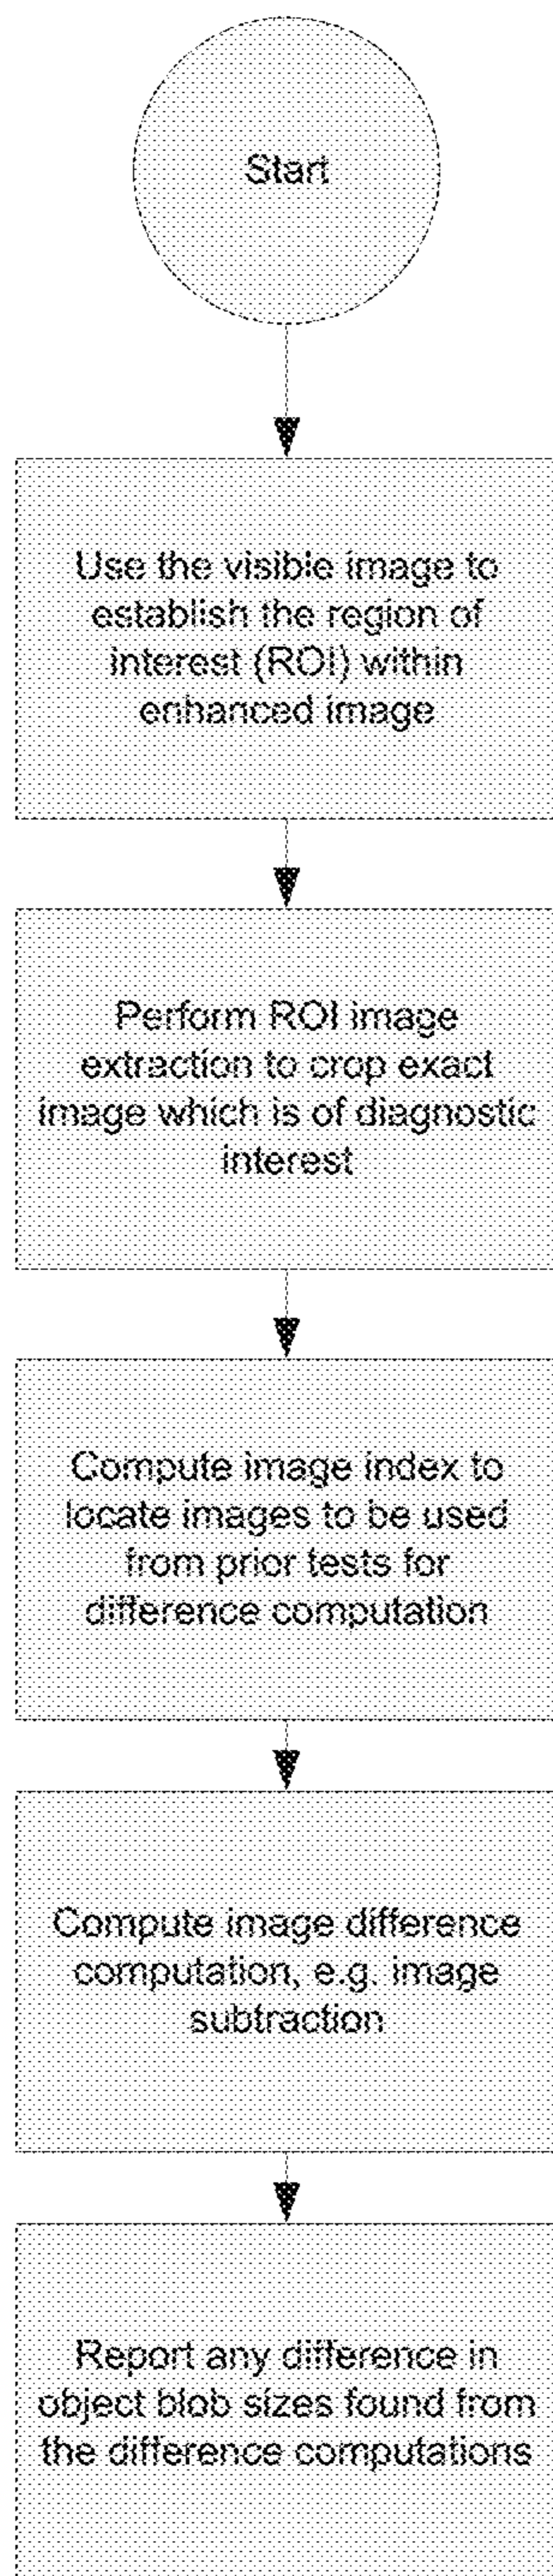 Start
Use the visible image to
establish the region of
interest (ROI) within
enhanced image
Perform ROI image
extraction to crop exact
image which is of diagnostic
interest
Compute image index to
locate images to be used
from prior tests for
difference computation
Compute image difference
computation, e.g. image
subtraction
Report any difference in
object blob sizes found from
the difference computations